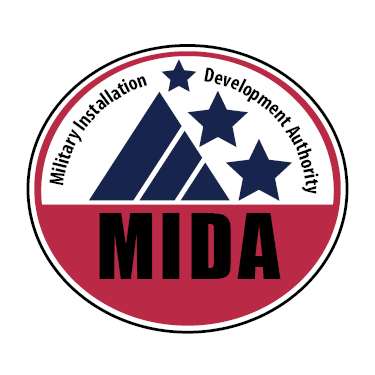 Military Installation
Development Authority
MIDA